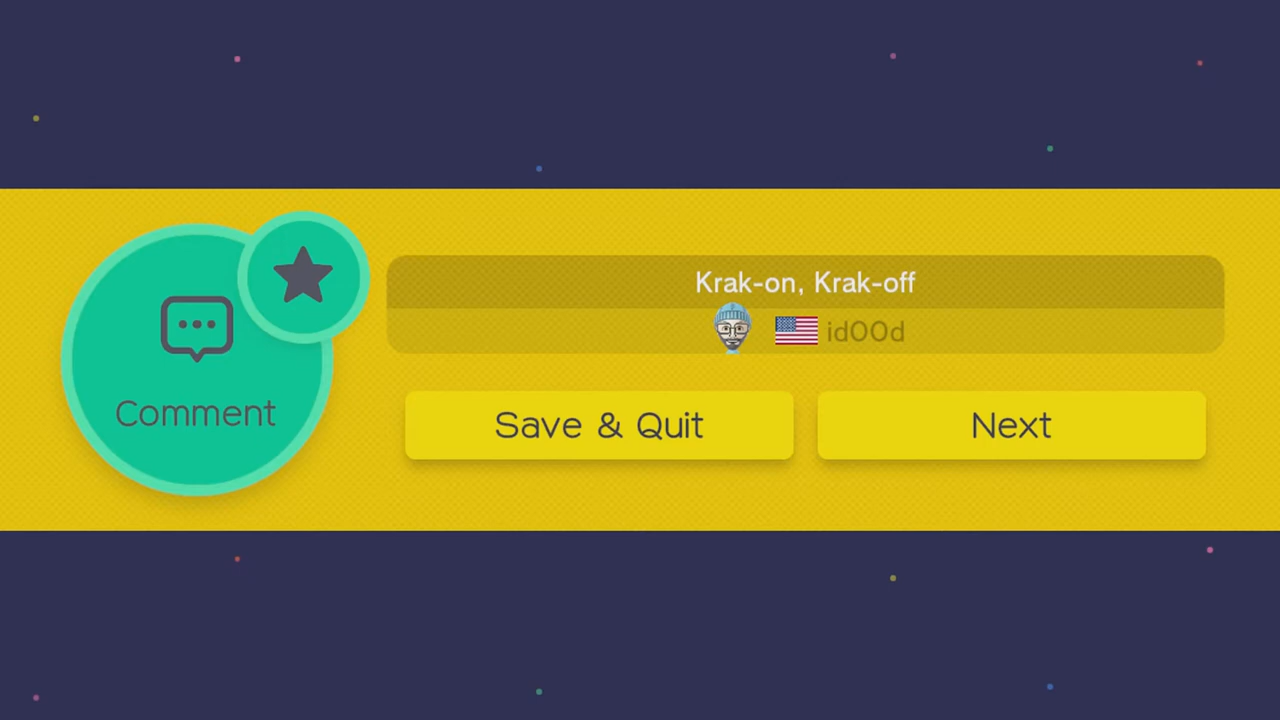 Krak-on, Krak-off
id00d
Comment
Save & Quit
Next